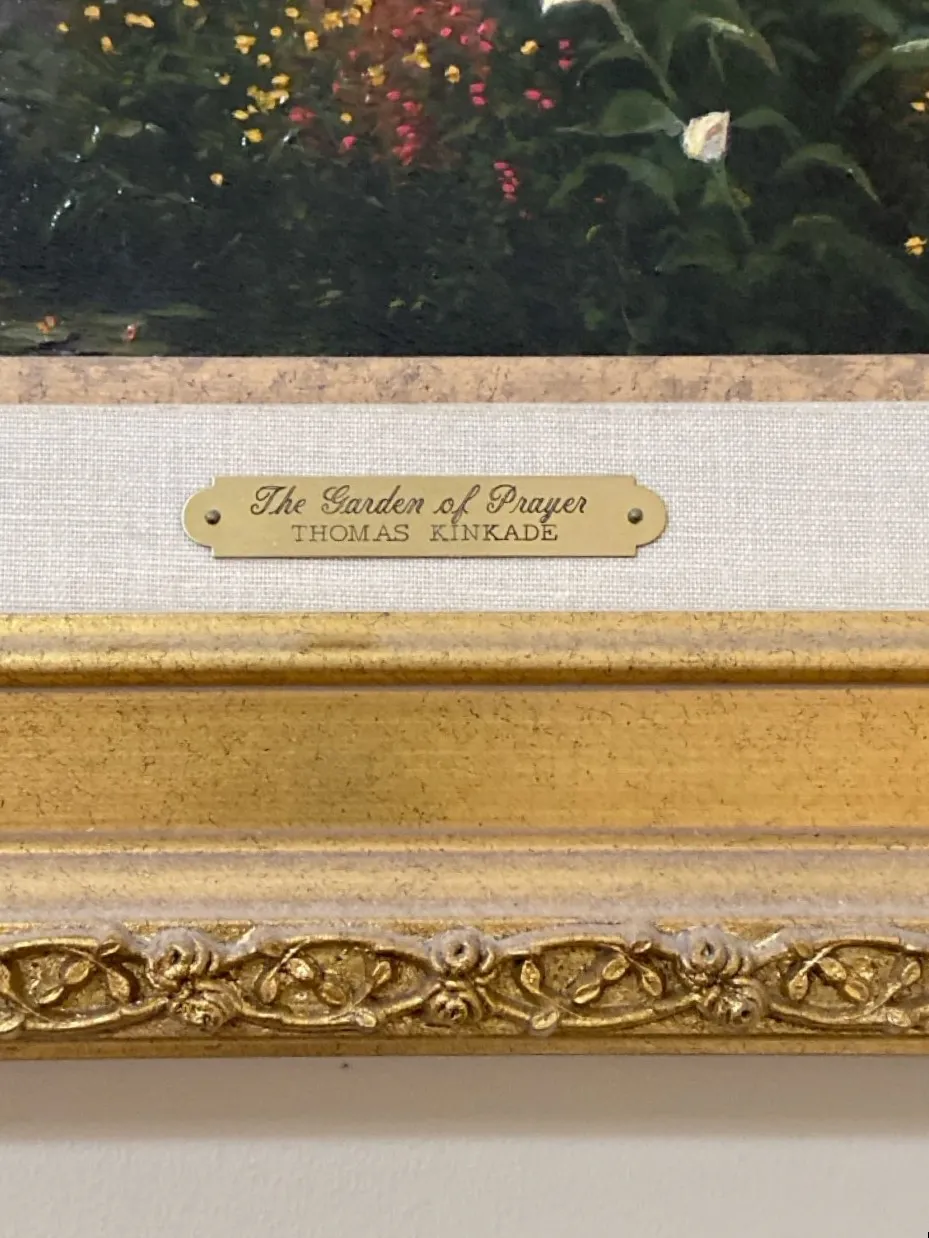 The Garden of Prayer
THOMAS KINKADE